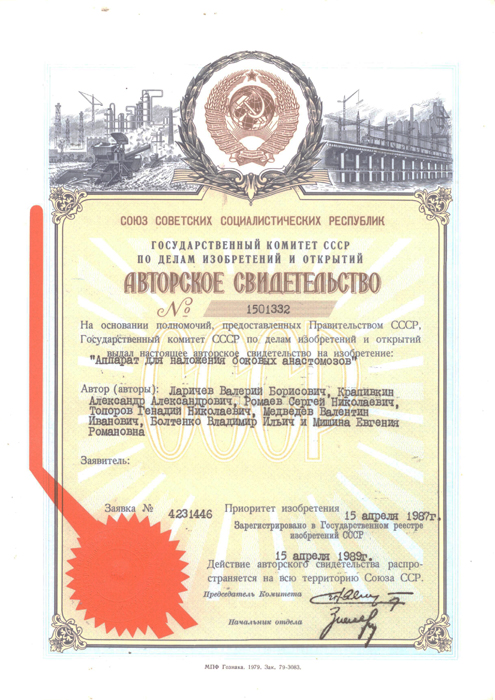 СОЮЗ СОВЕТСКИХ СОЦИАЛИСТИЧЕСКИХ РЕСПУБЛИК
ГОСУДАРСТВЕННЫЙ КОМИТЕТ СССР
ПО ДЕЛАМ ИЗОБРЕТЕНИЙ И ОТКРЫТИЙ
АВТОРСКОЕ СВИДЕТЕЛЬСТВО
№ 1501332
На основании полномочий, предоставленных Правительством СССР,
Государственный комитет СССР по делам изобретений и открытий
выдал настоящее авторское свидетельство на изобретение:
"Аппарат для наложения боковых анастомозов"
Автор (авторы): Ларичев Валерий Борисович, Крапивкин
Александр Александрович, Ромаев Сергей Николаевич,
Топоров Генадий Николаевич, Медведев Валентин
Иванович, Болтенко Владимир Ильич и Мишина Евгения
Романовна
СССР
Заявитель:
Заявка № 4231446 Приоритет изобретения 15 апреля 1987г.
Зарегистрировано в Государственном реестре
изобретений СССР
15 апреля 1989г.
Действие авторского свидетельства распро-
страняется на всю территорию Союза ССР.
Председатель Комитета
Начальник отдела
МПФ Гознака. 1979. Зак. 79-3083.